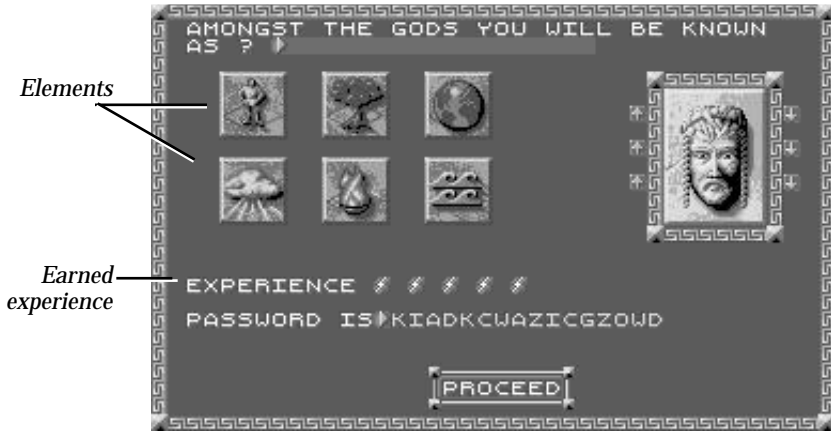 AMONGST THE GODS YOU WILL BE KNOWN
AS ?
Elements
Earned
experience
EXPERIENCE
PASSWORD IS KIADKCWAZICGZOWD
PROCEED